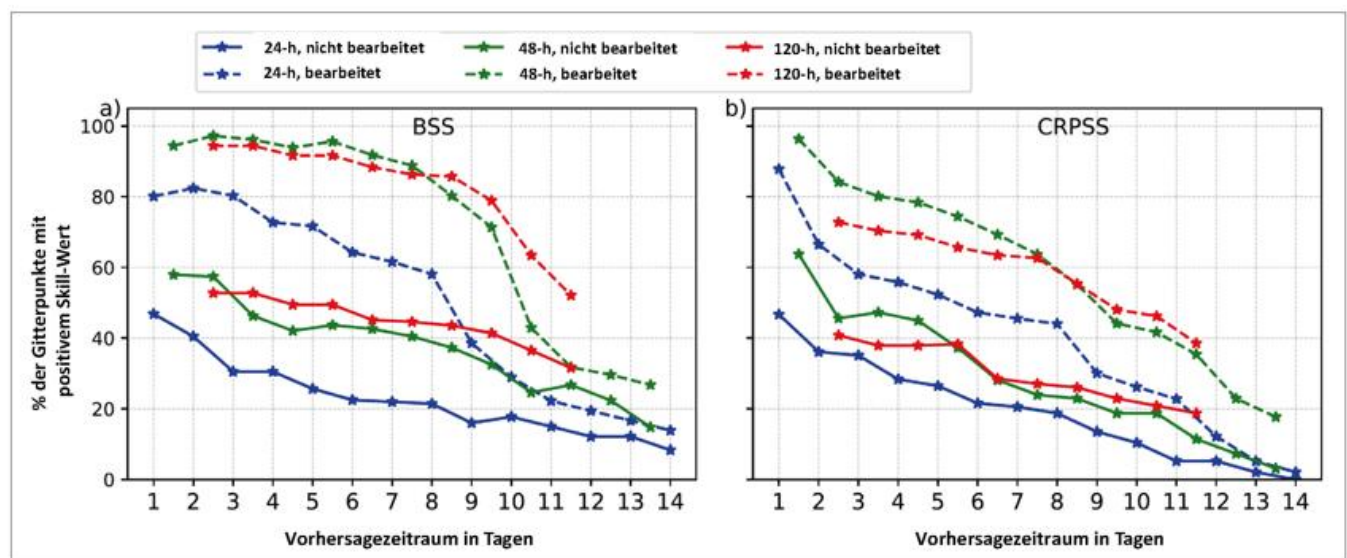 24-h, nicht bearbeitet 48-h, nicht bearbeitet 120-h, nicht bearbeitet
24-h, bearbeitet 48-h, bearbeitet 120-h, bearbeitet
a) b)
BSS CRPSS
100
80
60
40
20
0
% der Gitterpunkte mit
positivem Skill-Wert
1 2 3 4 5 6 7 8 9 10 11 12 13 14 1 2 3 4 5 6 7 8 9 10 11 12 13 14
Vorhersagezeitraum in Tagen Vorhersagezeitraum in Tagen